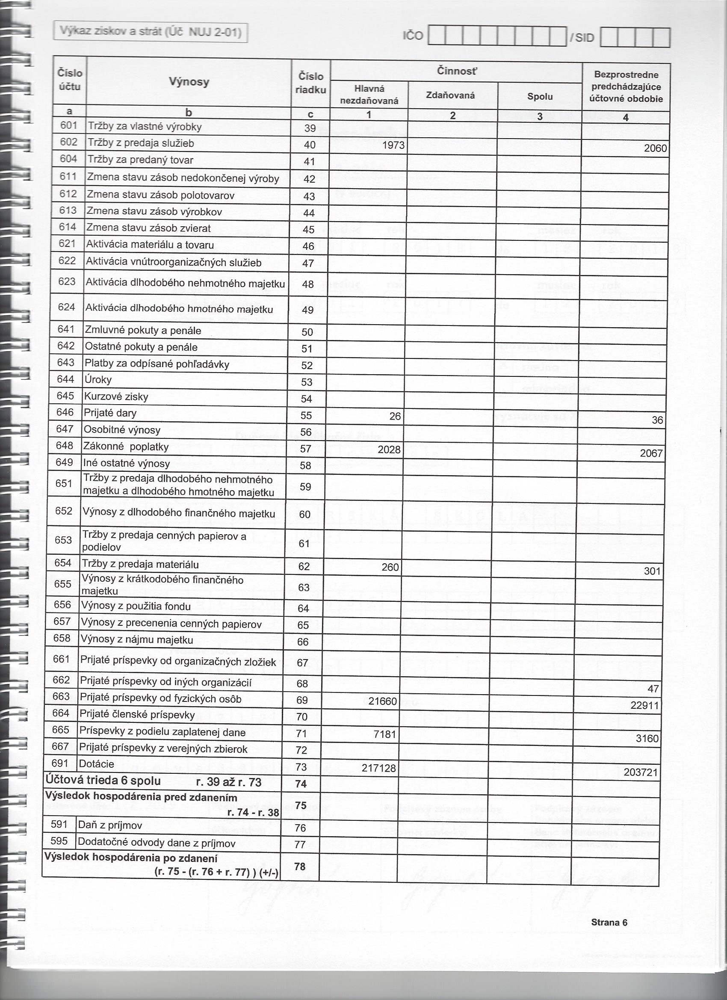 Výkaz ziskov a strát (Úč NUJ 2-01)
IČO / SID
Číslo účtu Výnosy Číslo riadku Činnosť Bezprostredne predchádzajúce účtovné obdobie
Hlavná nezdaňovaná Zdaňovaná Spolu
a b c 1 2 3 4
601 Tržby za vlastné výrobky 39
602 Tržby z predaja služieb 40 1973 2060
604 Tržby za predaný tovar 41
611 Zmena stavu zásob nedokončenej výroby 42
612 Zmena stavu zásob polotovarov 43
613 Zmena stavu zásob výrobkov 44
614 Zmena stavu zásob zvierat 45
621 Aktivácia materiálu a tovaru 46
622 Aktivácia vnútroorganizačných služieb 47
623 Aktivácia dlhodobého nehmotného majetku 48
624 Aktivácia dlhodobého hmotného majetku 49
641 Zmluvné pokuty a penále 50
642 Ostatné pokuty a penále 51
643 Platby za odpísané pohľadávky 52
644 Úroky 53
645 Kurzové zisky 54
646 Prijaté dary 55 26 36
647 Osobitné výnosy 56
648 Zákonné poplatky 57 2028 2067
649 Iné ostatné výnosy 58
651 Tržby z predaja dlhodobého nehmotného
majetku a dlhodobého hmotného majetku 59
652 Výnosy z dlhodobého finančného majetku 60
653 Tržby z predaja cenných papierov a
podielov 61
654 Tržby z predaja materiálu 62 260 301
655 Výnosy z krátkodobého finančného
majetku 63
656 Výnosy z použitia fondu 64
657 Výnosy z precenenia cenných papierov 65
658 Výnosy z nájmu majetku 66
661 Prijaté príspevky od organizačných zložiek 67
662 Prijaté príspevky od iných organizácií 68 47
663 Prijaté príspevky od fyzických osôb 69 21660 22911
664 Prijaté členské príspevky 70
665 Príspevky z podielu zaplatenej dane 71 7181 3160
667 Prijaté príspevky z verejných zbierok 72
691 Dotácie 73 217128 203721
Účtová trieda 6 spolu r. 39 až r. 73 74
Výsledok hospodárenia pred zdanením
r. 74 - r. 38 75
591 Daň z príjmov 76
595 Dodatočné odvody dane z príjmov 77
Výsledok hospodárenia po zdanení
(r. 75 - (r. 76 + r. 77) ) (+/-) 78
Strana 6